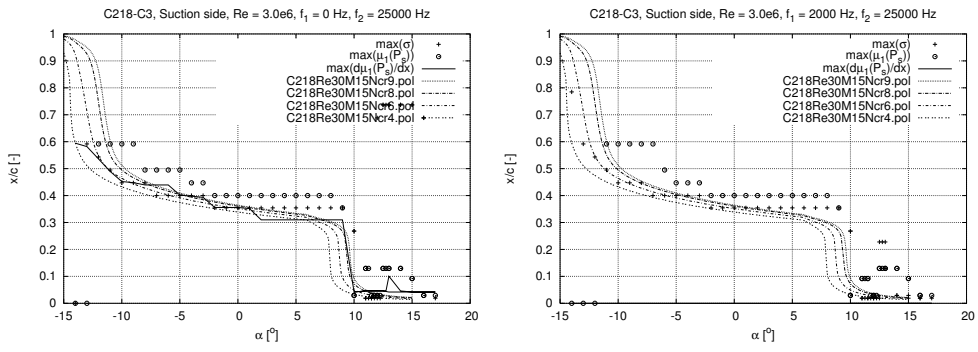 C218-C3, Suction side, Re = 3.0e6, f₁ = 0 Hz, f₂ = 25000 Hz
max(σ)
max(μ₁(Pₛ))
max(dμ₁(Pₛ)/dx)
C218Re30M15Ncr9.pol
C218Re30M15Ncr8.pol
C218Re30M15Ncr6.pol
C218Re30M15Ncr4.pol
1
0.9
0.8
0.7
0.6
0.5
0.4
0.3
0.2
0.1
0
x/c [-]
-15
-10
-5
0
5
10
15
20
α [°]
C218-C3, Suction side, Re = 3.0e6, f₁ = 2000 Hz, f₂ = 25000 Hz
max(σ)
max(μ₁(Pₛ))
max(dμ₁(Pₛ)/dx)
C218Re30M15Ncr9.pol
C218Re30M15Ncr8.pol
C218Re30M15Ncr6.pol
C218Re30M15Ncr4.pol
1
0.9
0.8
0.7
0.6
0.5
0.4
0.3
0.2
0.1
0
x/c [-]
-15
-10
-5
0
5
10
15
20
α [°]